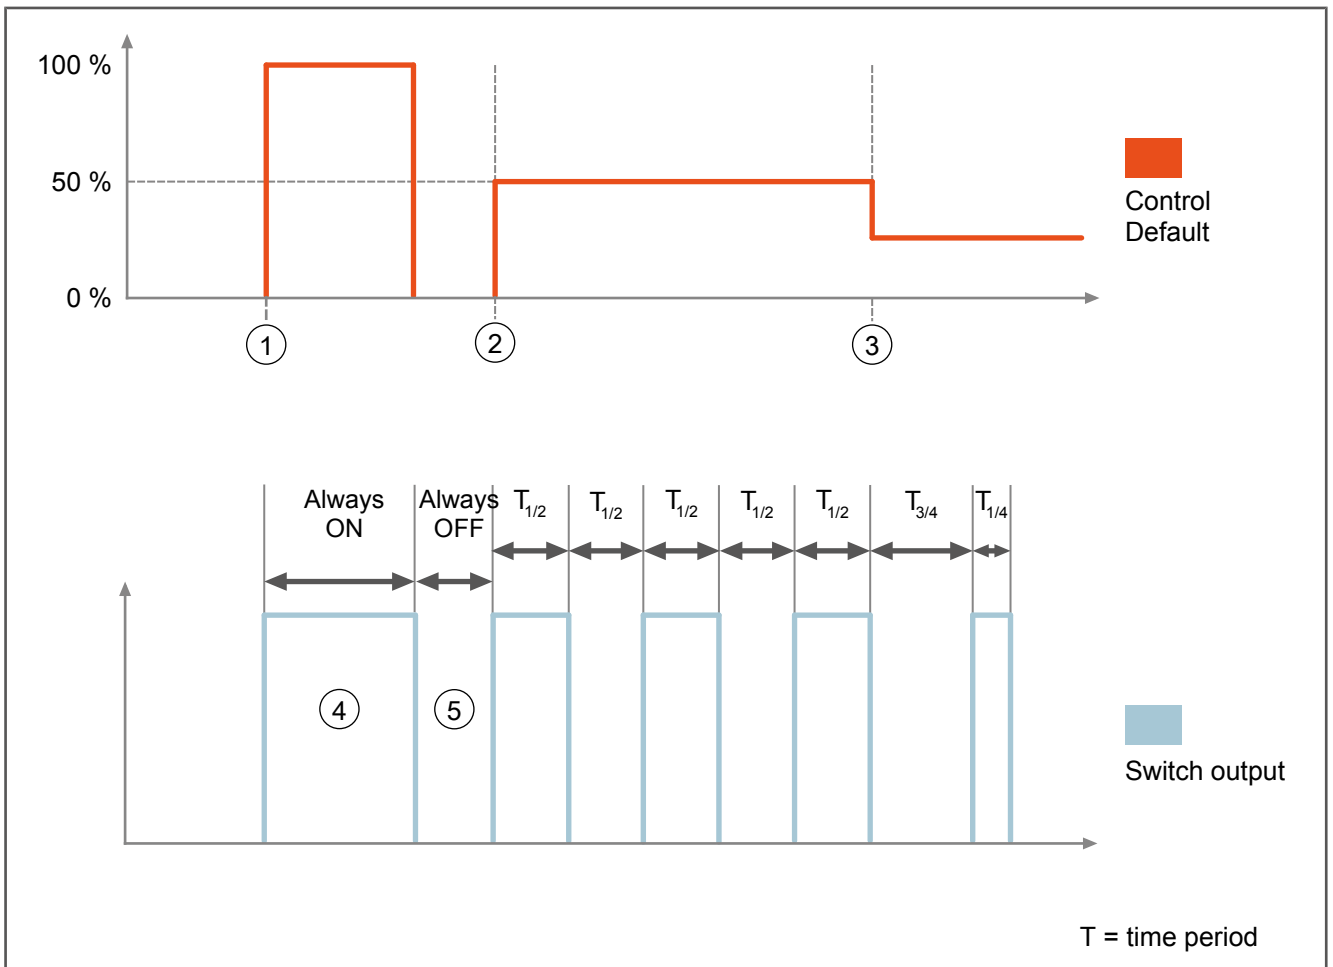 100 %
50 %
0 %
1
2
3
Control
Default
Always
ON
Always
OFF
T1/2
T1/2
T1/2
T1/2
T1/2
T3/4
T1/4
4
5
Switch output
T = time period